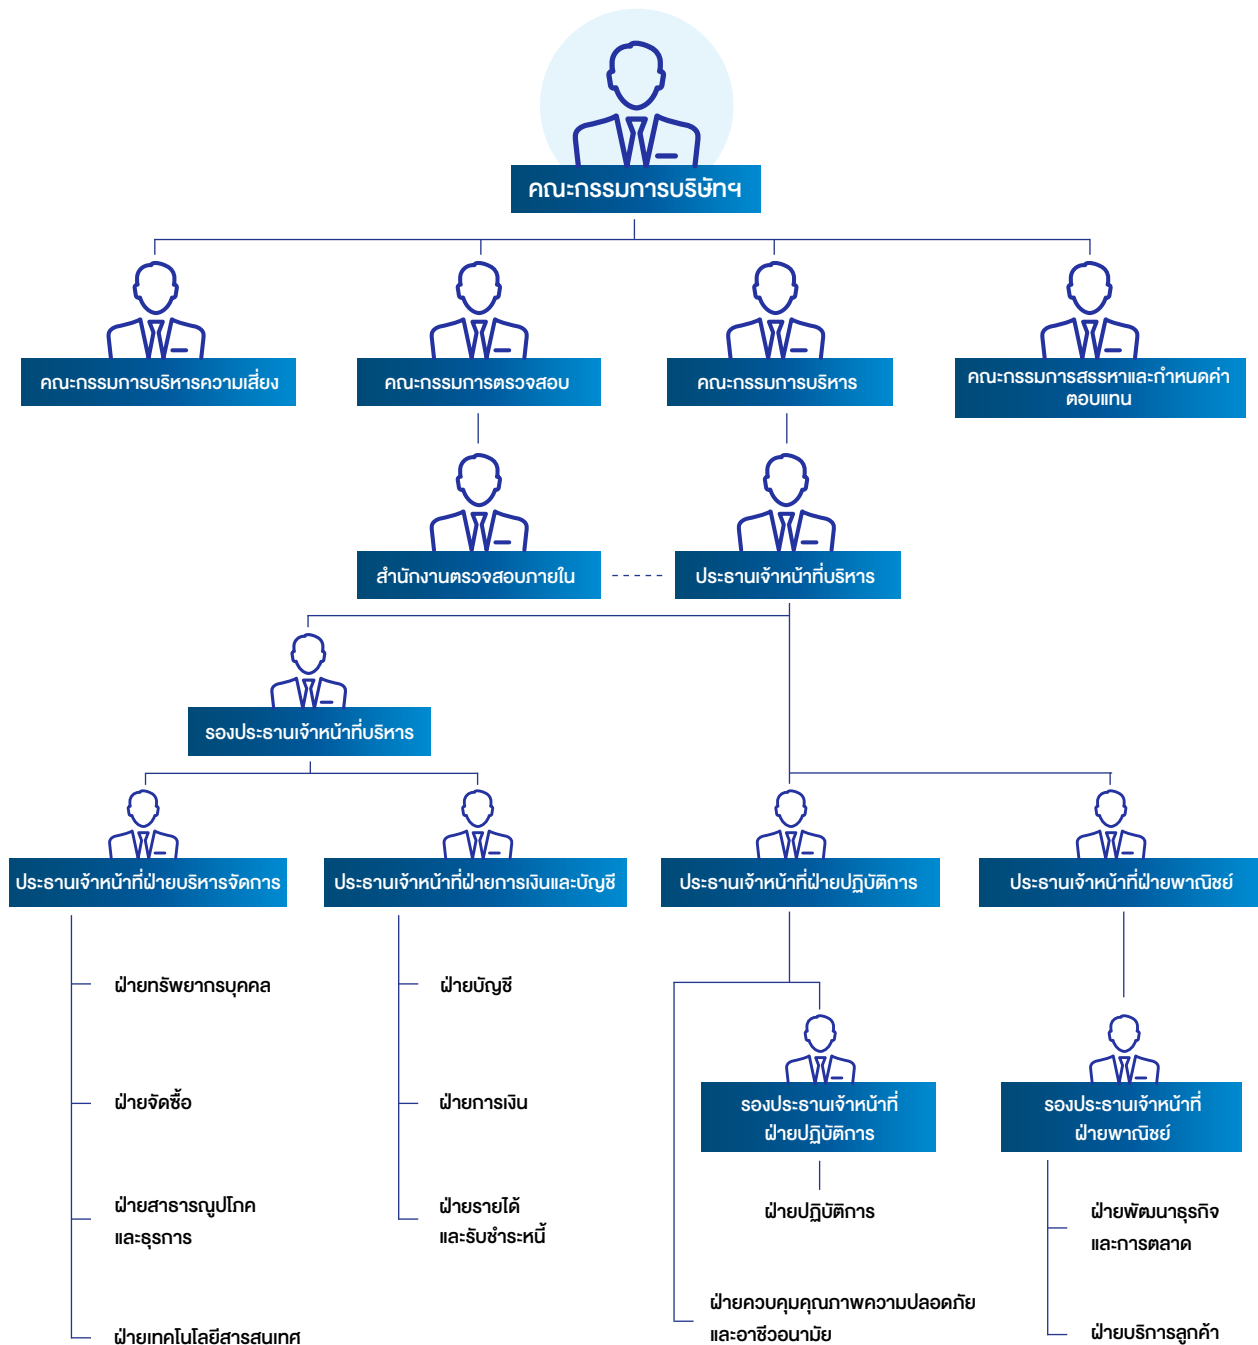 คณะกรรมการบริษัทฯ
คณะกรรมการบริหารความเสี่ยง
คณะกรรมการตรวจสอบ
คณะกรรมการบริหาร
คณะกรรมการสรรหาและกำหนดค่า
ตอบแทน
สำนักงานตรวจสอบภายใน
ประธานเจ้าหน้าที่บริหาร
รองประธานเจ้าหน้าที่บริหาร
ประธานเจ้าหน้าที่ฝ่ายบริหารจัดการ
ประธานเจ้าหน้าที่ฝ่ายการเงินและบัญชี
ประธานเจ้าหน้าที่ฝ่ายปฏิบัติการ
ประธานเจ้าหน้าที่ฝ่ายพาณิชย์
ฝ่ายทรัพยากรบุคคล
ฝ่ายจัดซื้อ
ฝ่ายสาธารณูปโภค
และธุรการ
ฝ่ายเทคโนโลยีสารสนเทศ
ฝ่ายบัญชี
ฝ่ายการเงิน
ฝ่ายรายได้
และรับชำระหนี้
รองประธานเจ้าหน้าที่
ฝ่ายปฏิบัติการ
ฝ่ายปฏิบัติการ
ฝ่ายควบคุมคุณภาพความปลอดภัย
และอาชีวอนามัย
รองประธานเจ้าหน้าที่
ฝ่ายพาณิชย์
ฝ่ายพัฒนาธุรกิจ
และการตลาด
ฝ่ายบริการลูกค้า